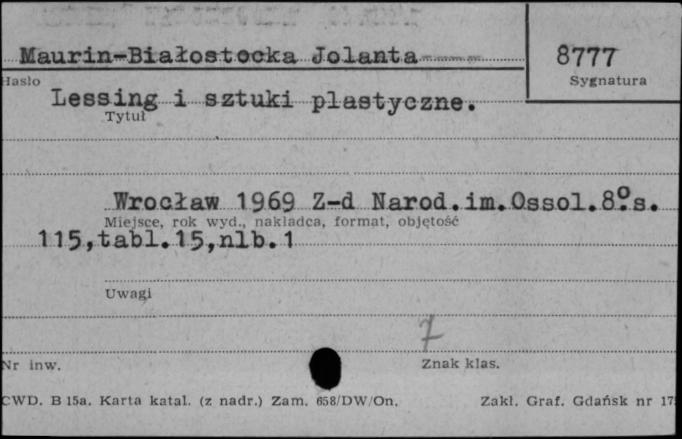 Maurin-Białostocka Jolanta
8777
Hasło
Sygnatura
Lessing i sztuki plastyczne.
Tytuł
Wrocław 1969 Z-d Narod.im.Ossol.8.º s.
Miejsce, rok wyd., nakładca, format, objętość
115,tabl.15,nlb.1
Uwagi
7
Nr inw.
Znak klas.
CWD. B 15a. Karta katal. (z nadr.) Zam. 658/DW/On.
Zakł. Graf. Gdańsk nr 175